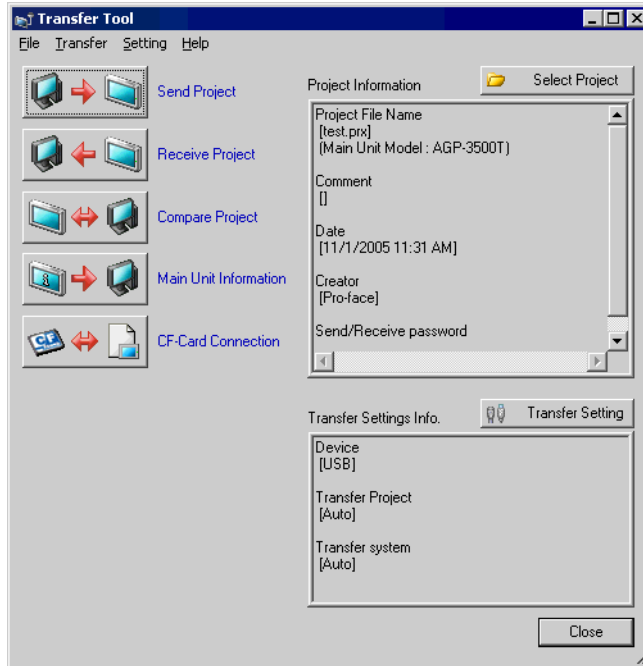 Transfer Tool
File Transfer Setting Help
Send Project
Receive Project
Compare Project
Main Unit Information
CF
CF-Card Connection
Project Information
Select Project
Project File Name
[test.prx]
(Main Unit Model : AGP-3500T)
Comment
[]
Date
[11/1/2005 11:31 AM]
Creator
[Pro-face]
Send/Receive password
Transfer Settings Info.
Transfer Setting
Device
[USB]
Transfer Project
[Auto]
Transfer system
[Auto]
Close